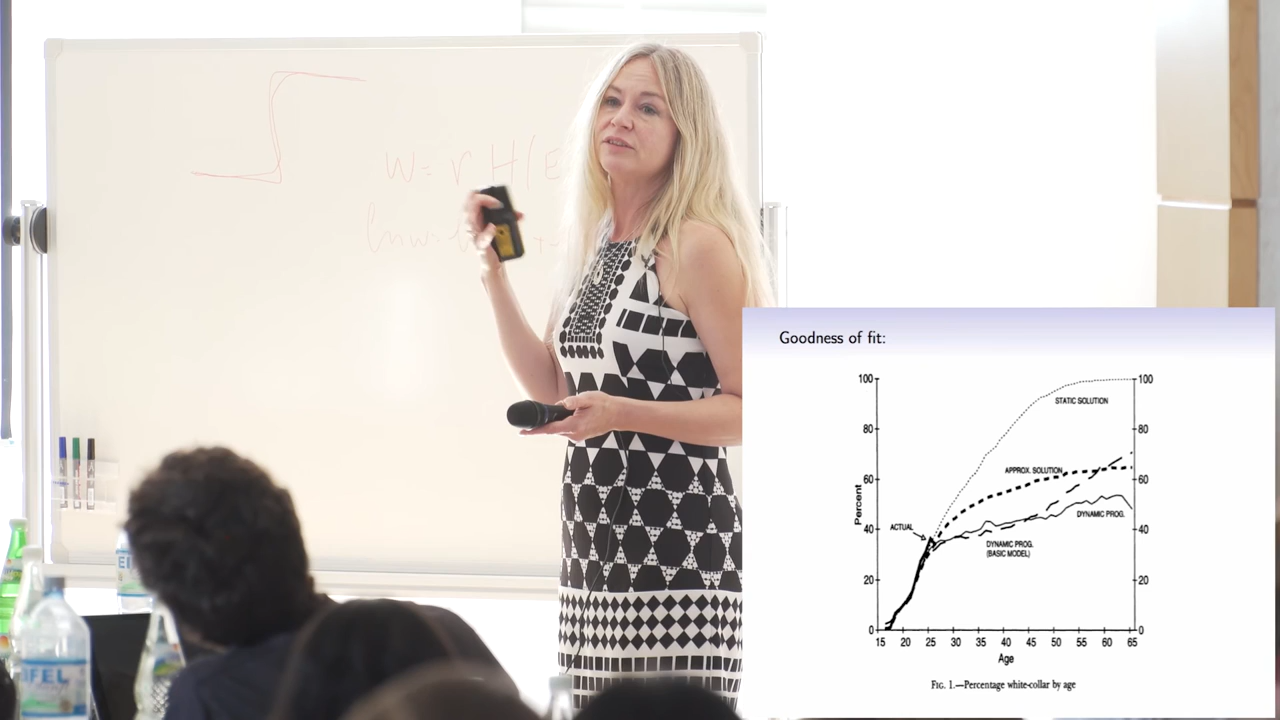 W= r H/E
Goodness of fit:
100
100
STATIC SOLUTION
80
80
APPROX. SOLUTION
60
60
Percent
DYNAMIC PROG.
ACTUAL
40
40
DYNAMIC PROG.
(BASIC MODEL)
20
20
0
0
15 20 25 30 35 40 45 50 55 60 65
Age
FIG. 1.—Percentage white-collar by age